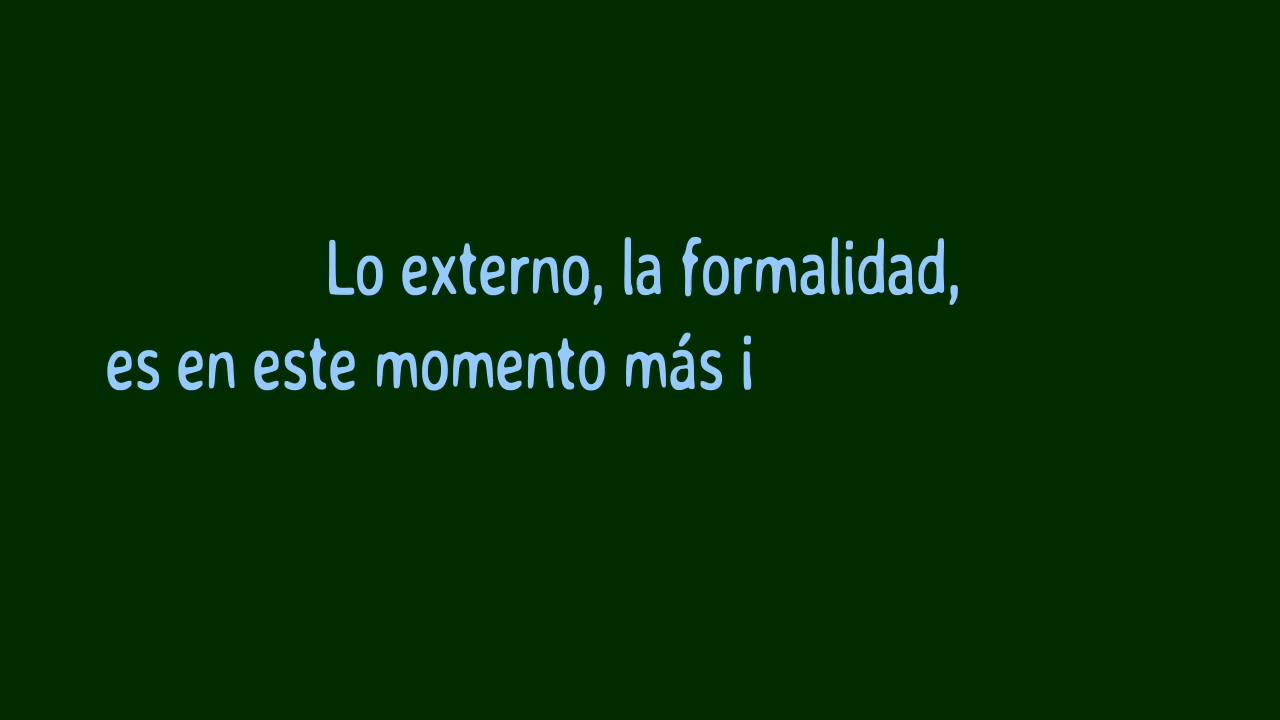 Lo externo, la formalidad,
es en este momento más i